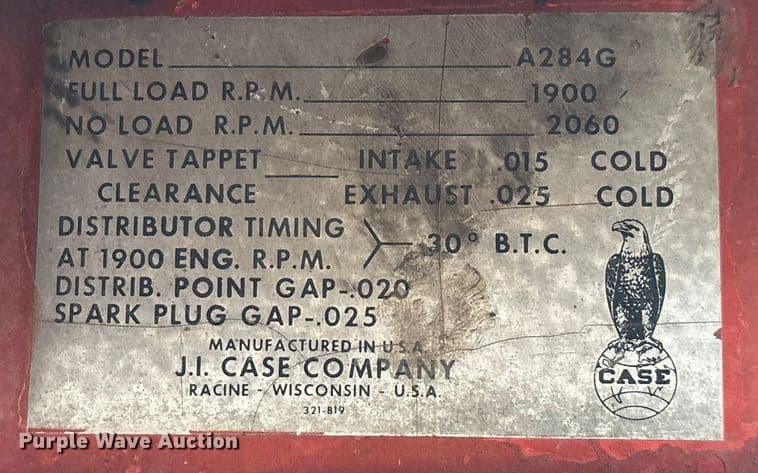 MODEL A284G
FULL LOAD R.P.M. 1900
NO LOAD R.P.M. 2060
VALVE TAPPET INTAKE .015 COLD
CLEARANCE EXHAUST .025 COLD
DISTRIBUTOR TIMING
AT 1900 ENG. R.P.M. 30° B.T.C.
DISTRIB. POINT GAP-.020
SPARK PLUG GAP-.025
MANUFACTURED IN U.S.A.
J.I. CASE COMPANY
RACINE - WISCONSIN - U.S.A.
321-819
CASE
Purple Wave Auction